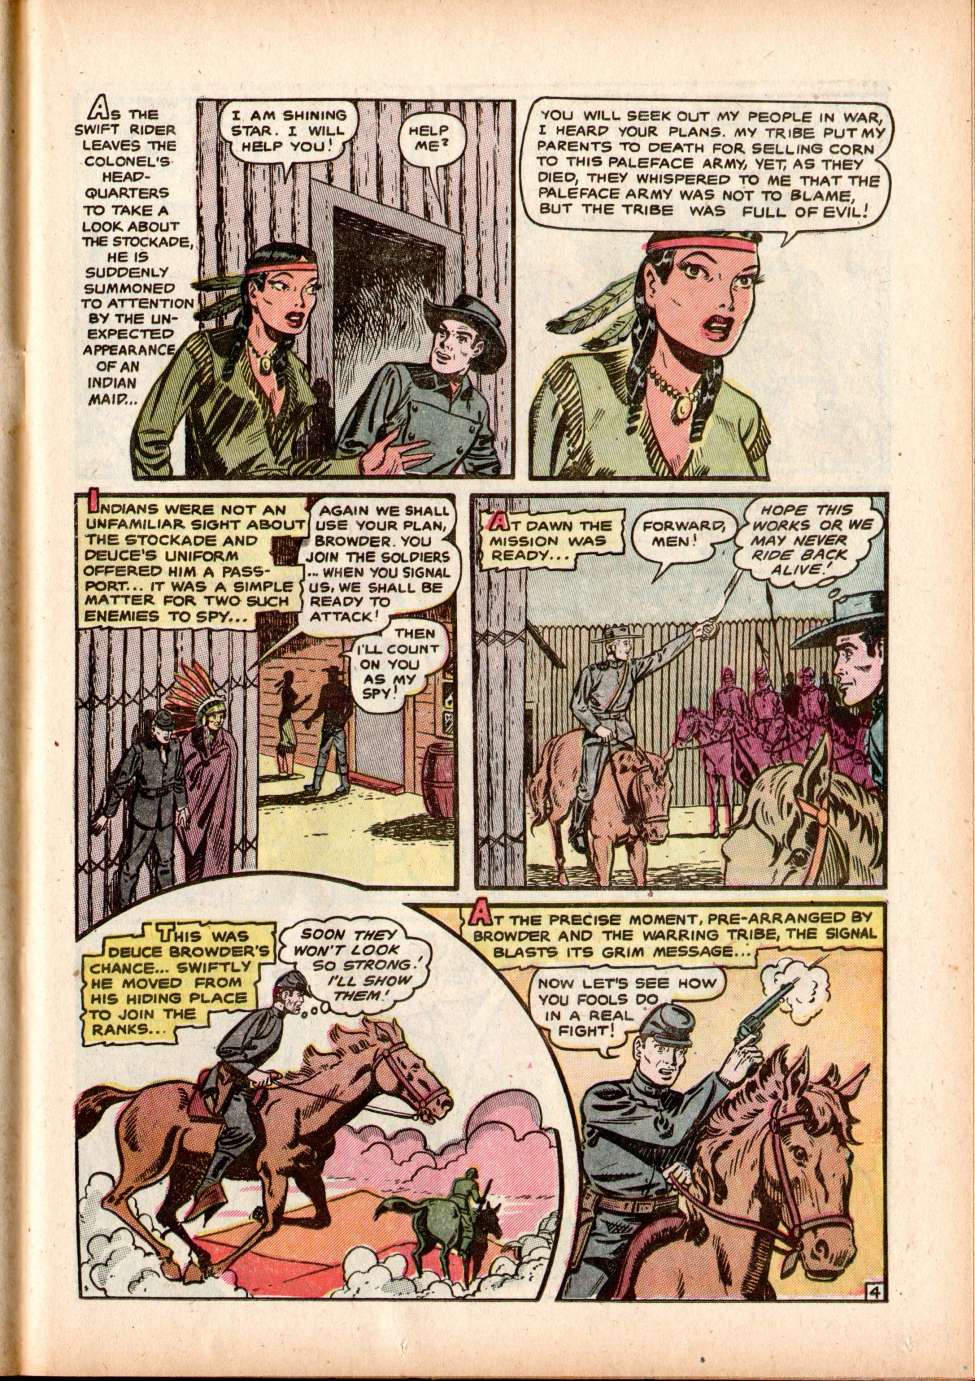 AS THE
SWIFT RIDER
LEAVES THE
COLONEL'S
HEAD-
QUARTERS
TO TAKE A
LOOK ABOUT
THE STOCKADE,
HE IS
SUDDENLY
SUMMONED
TO ATTENTION
BY THE UN-
EXPECTED
APPEARANCE
OF AN
INDIAN
MAID...
I AM SHINING
STAR. I WILL
HELP YOU!
HELP
ME?
YOU WILL SEEK OUT MY PEOPLE IN WAR,
I HEARD YOUR PLANS. MY TRIBE PUT MY
PARENTS TO DEATH FOR SELLING CORN
TO THIS PALEFACE ARMY, YET, AS THEY
DIED, THEY WHISPERED TO ME THAT THE
PALEFACE ARMY WAS NOT TO BLAME,
BUT THE TRIBE WAS FULL OF EVIL!
INDIANS WERE NOT AN
UNFAMILIAR SIGHT ABOUT
THE STOCKADE AND
DEUCE'S UNIFORM
OFFERED HIM A PASS-
PORT... IT WAS A SIMPLE
MATTER FOR TWO SUCH
ENEMIES TO SPY...
AGAIN WE SHALL
USE YOUR PLAN,
BROWDER. YOU
JOIN THE SOLDIERS
... WHEN YOU SIGNAL
US, WE SHALL BE
READY TO
ATTACK!
THEN
I'LL COUNT
ON YOU
AS MY
SPY!
AT DAWN THE
MISSION WAS
READY...
FORWARD,
MEN!
HOPE THIS
WORKS OR WE
MAY NEVER
RIDE BACK
ALIVE!
THIS WAS
DEUCE BROWDER'S
CHANCE... SWIFTLY
HE MOVED FROM
HIS HIDING PLACE
TO JOIN THE
RANKS...
SOON THEY
WON'T LOOK
SO STRONG!
I'LL SHOW
THEM!
AT THE PRECISE MOMENT, PRE-ARRANGED BY
BROWDER AND THE WARRING TRIBE, THE SIGNAL
BLASTS ITS GRIM MESSAGE...
NOW LET'S SEE HOW
YOU FOOLS DO
IN A REAL
FIGHT!
4